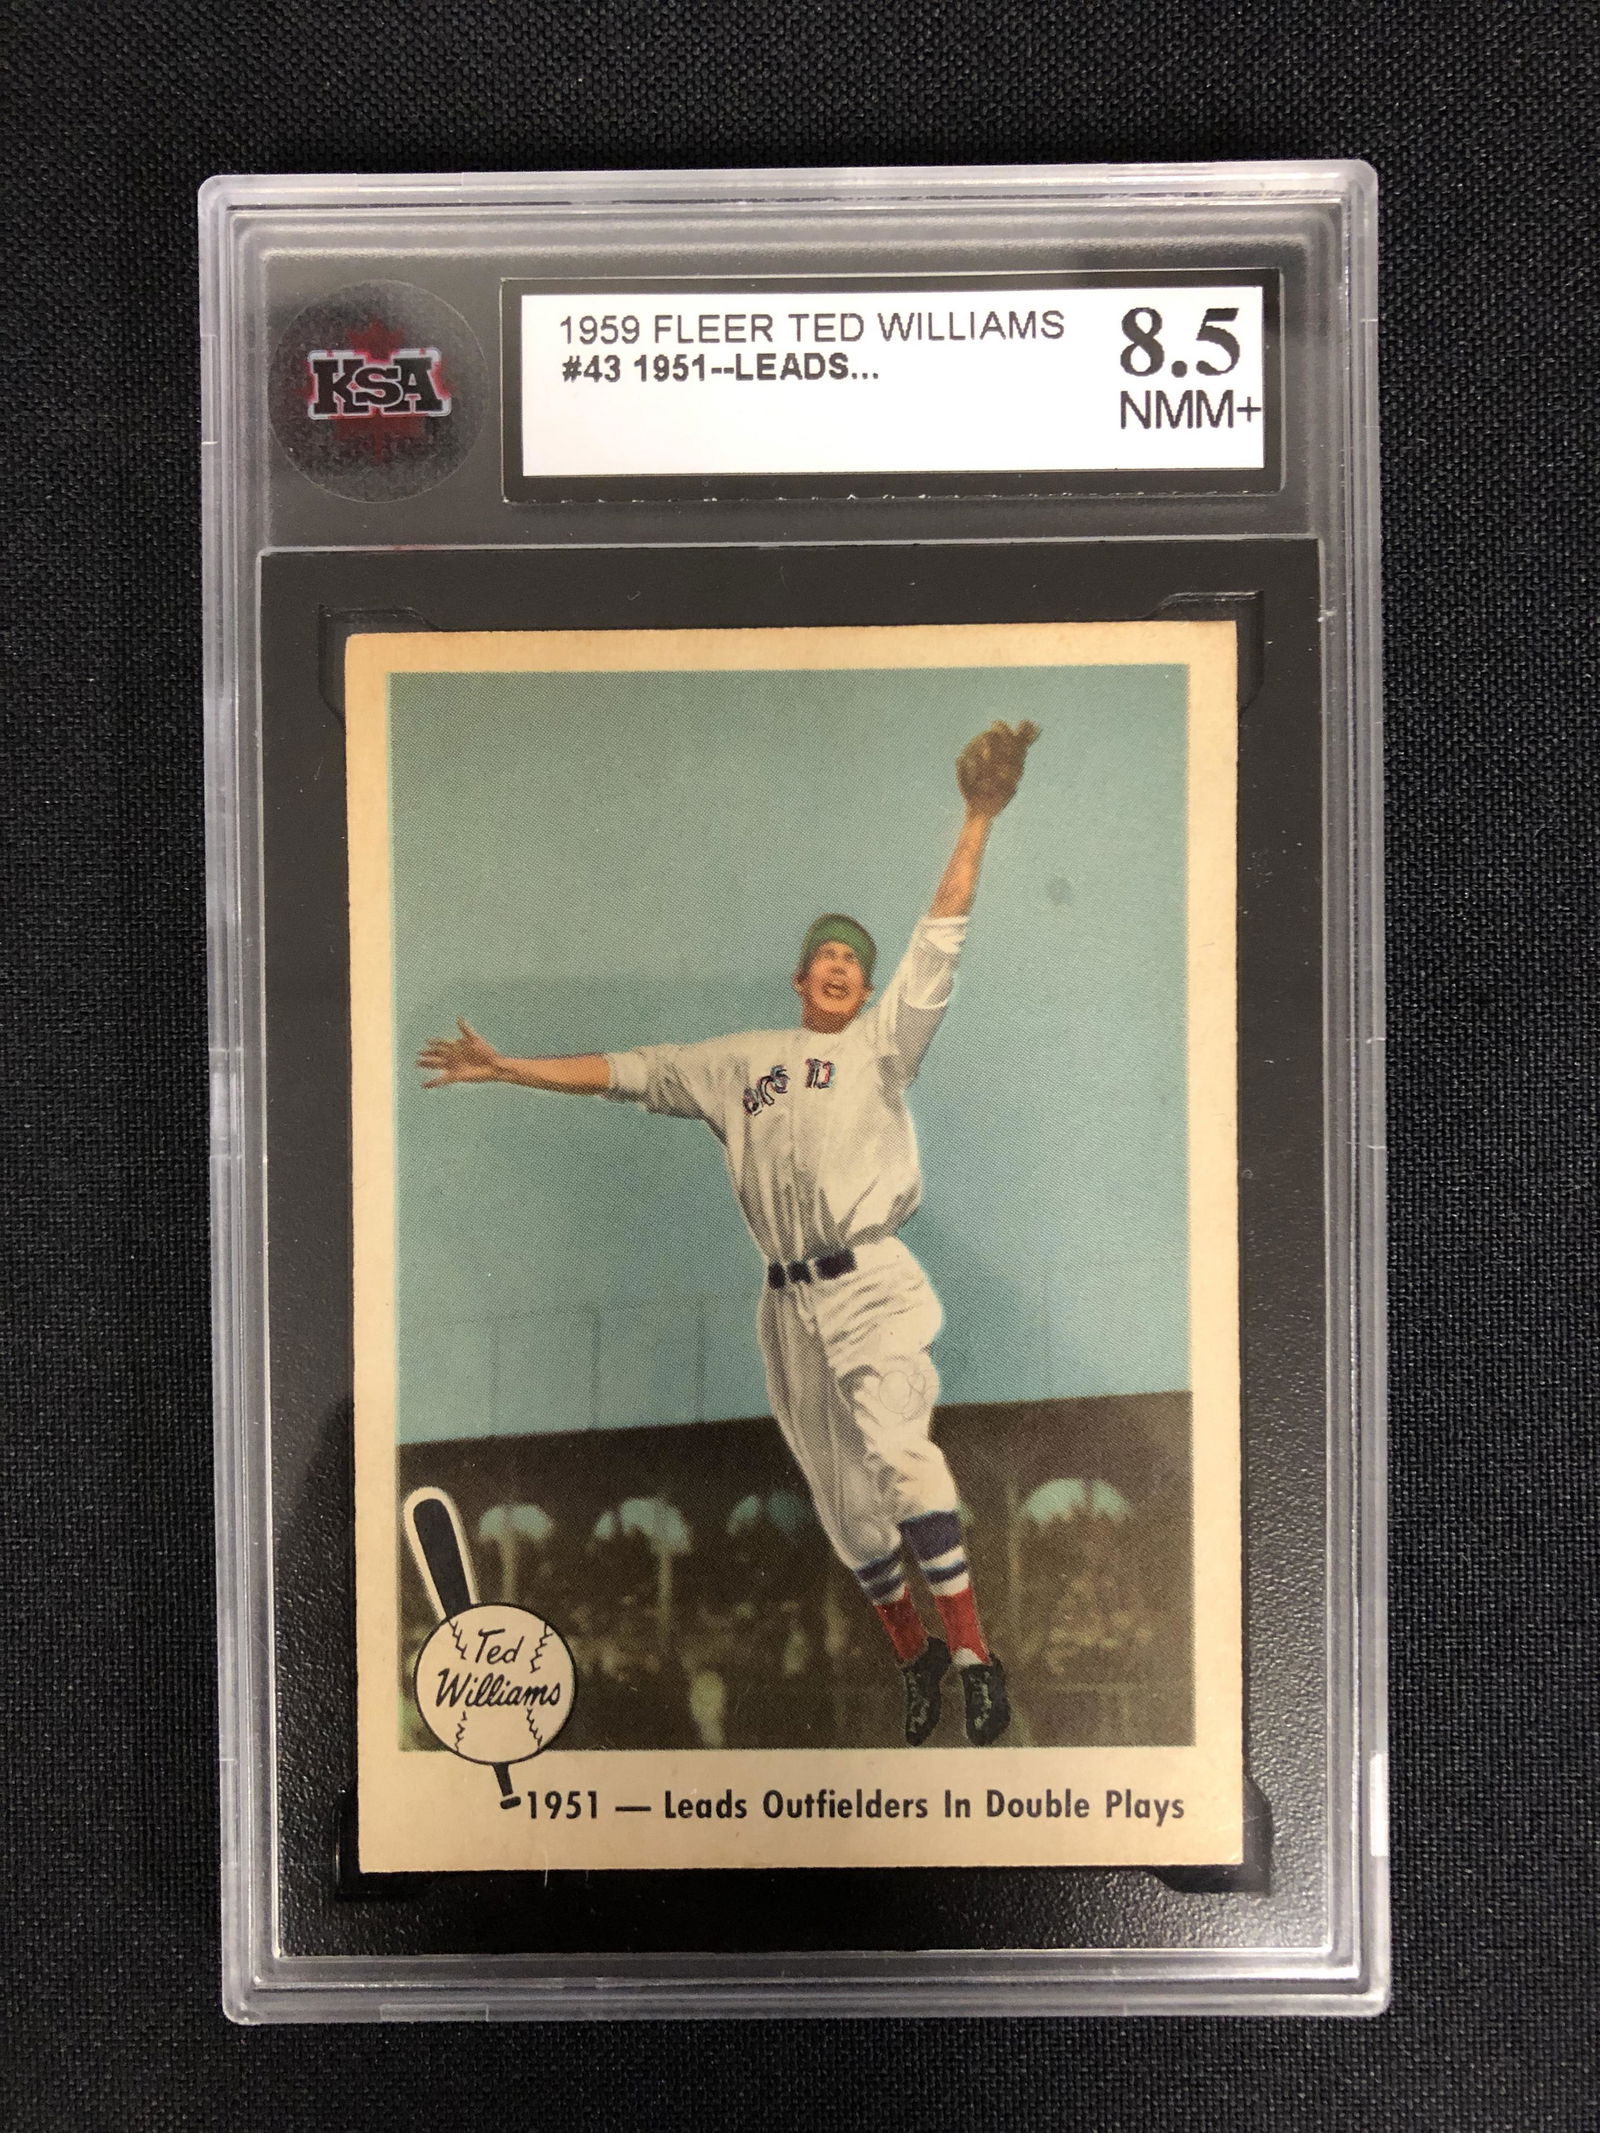 KSA
1959 FLEER TED WILLIAMS
#43 1951--LEADS...
8.5
NMM+
Ted
Williams
1951 — Leads Outfielders In Double Plays